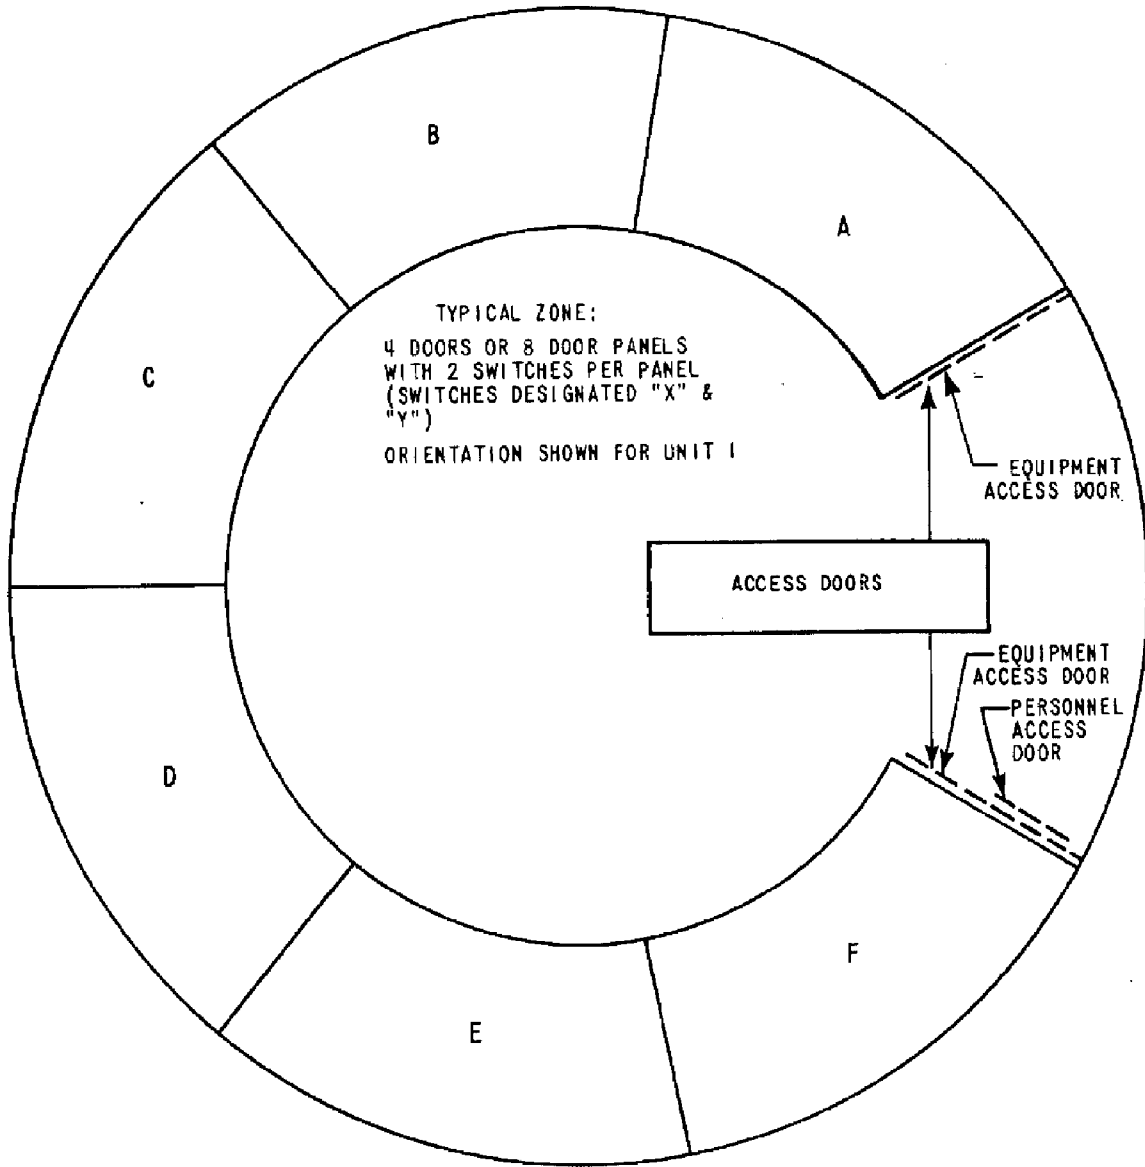 B
A
C
TYPICAL ZONE:
4 DOORS OR 8 DOOR PANELS
WITH 2 SWITCHES PER PANEL
(SWITCHES DESIGNATED "X" &
"Y")
ORIENTATION SHOWN FOR UNIT 1
EQUIPMENT
ACCESS DOOR
ACCESS DOORS
EQUIPMENT
ACCESS DOOR
PERSONNEL
ACCESS
DOOR
D
F
E